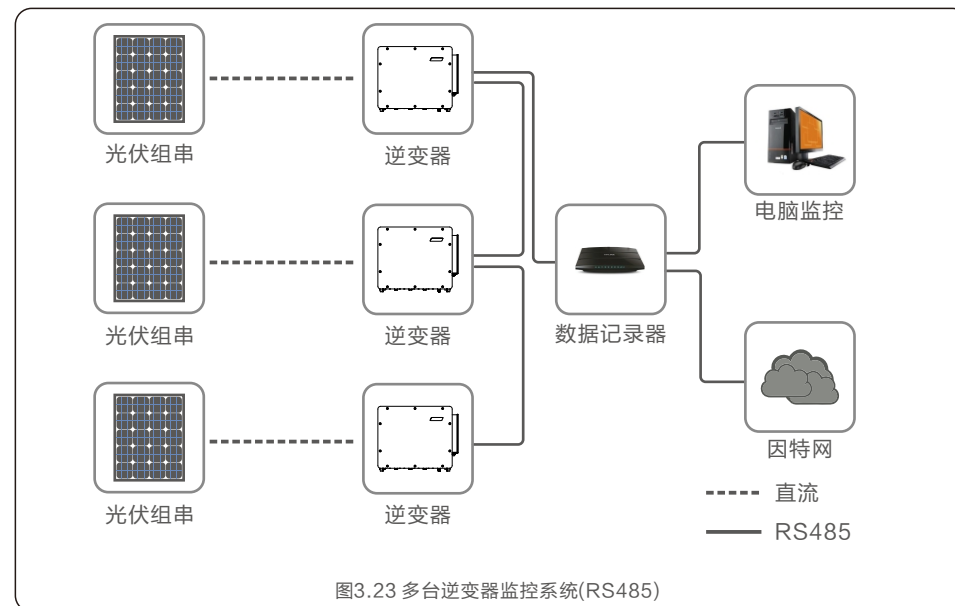 光伏组串
逆变器
电脑监控
光伏组串
逆变器
数据记录器
因特网
光伏组串
逆变器
直流
RS485
图3.23 多台逆变器监控系统(RS485)